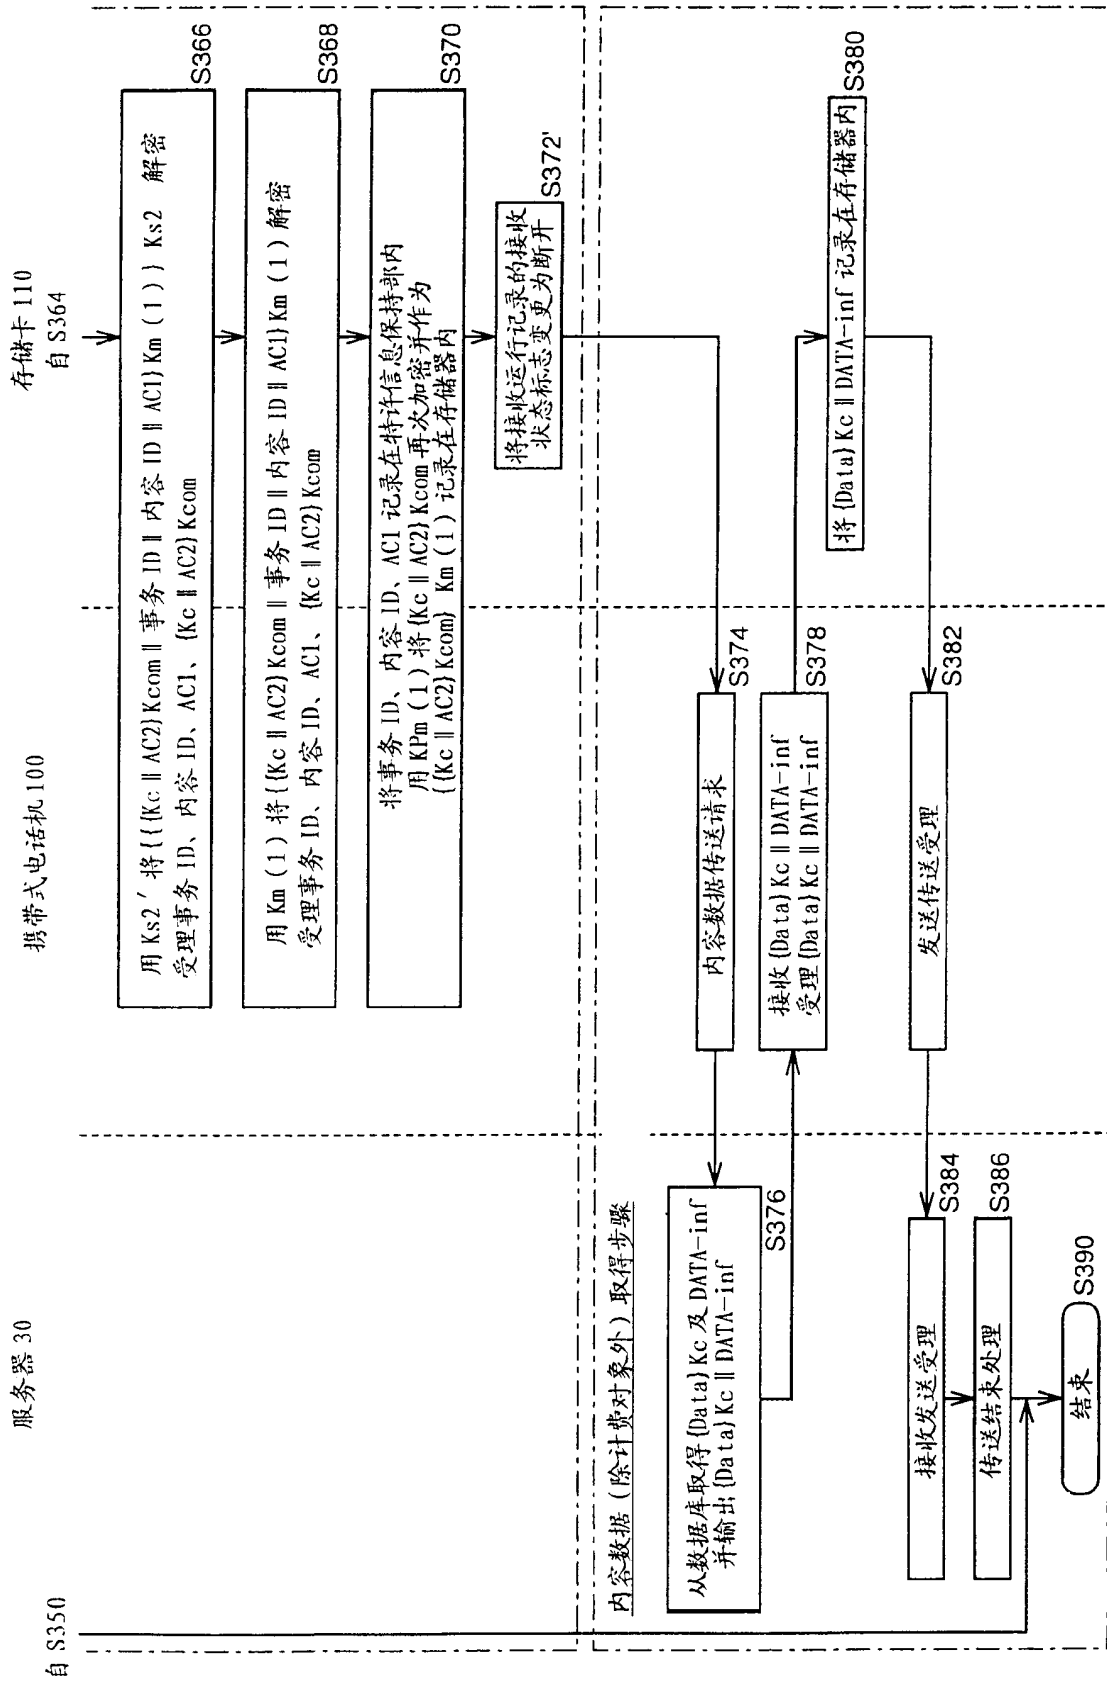 自 S350
服务器 30
携带式电话机 100
存储卡 110
自 S364
用 Ks2′ 将 {{{Kc ‖ AC2}Kcom ‖ 事务 ID ‖ 内容 ID ‖ AC1}Km（1）} Ks2 解密
受理事务 ID、内容 ID、AC1、{Kc ‖ AC2}Kcom
S366
用 Km（1）将 {{Kc ‖ AC2}Kcom ‖ 事务 ID ‖ 内容 ID ‖ AC1}Km（1）解密
受理事务 ID、内容 ID、AC1、{Kc ‖ AC2}Kcom
S368
将事务 ID、内容 ID、AC1 记录在特许信息保持部内
用 KPm（1）将 {Kc ‖ AC2}Kcom 再次加密并作为
{{Kc ‖ AC2}Kcom} Km（1）记录在存储器内
S370
将接收运行记录的接收
状态标志变更为断开
S372'
内容数据（除计费对象外）取得步骤
内容数据传送请求
S374
从数据库取得 {Data}Kc 及 DATA-inf
并输出 {Data}Kc ‖ DATA-inf
S376
接收 {Data}Kc ‖ DATA-inf
受理 {Data}Kc ‖ DATA-inf
S378
将 {Data}Kc ‖ DATA-inf 记录在存储器内
S380
发送传送受理
S382
接收发送受理
S384
传送结束处理
S386
结束
S390